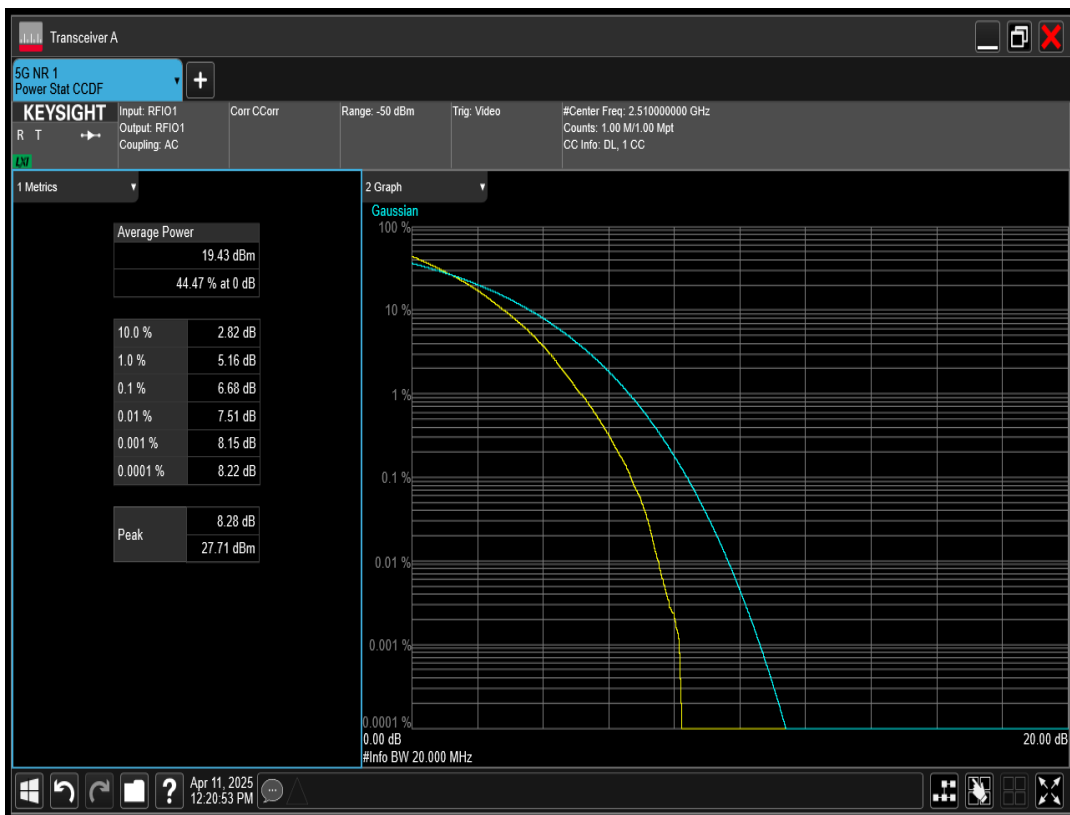 Transceiver A
5G NR 1
Power Stat CCDF
+
KEYSIGHT
R T
LXI
Input: RFIO1
Output: RFIO1
Coupling: AC
Corr CCorr
Range: -50 dBm
Trig: Video
#Center Freq: 2.510000000 GHz
Counts: 1.00 M/1.00 Mpt
CC Info: DL, 1 CC
1 Metrics
Average Power
19.43 dBm
44.47 % at 0 dB
10.0 % 2.82 dB
1.0 % 5.16 dB
0.1 % 6.68 dB
0.01 % 7.51 dB
0.001 % 8.15 dB
0.0001 % 8.22 dB
Peak
8.28 dB
27.71 dBm
2 Graph
Gaussian
100 %
10 %
1 %
0.1 %
0.01 %
0.001 %
0.0001 %
0.00 dB 20.00 dB
#Info BW 20.000 MHz
?
Apr 11, 2025
12:20:53 PM